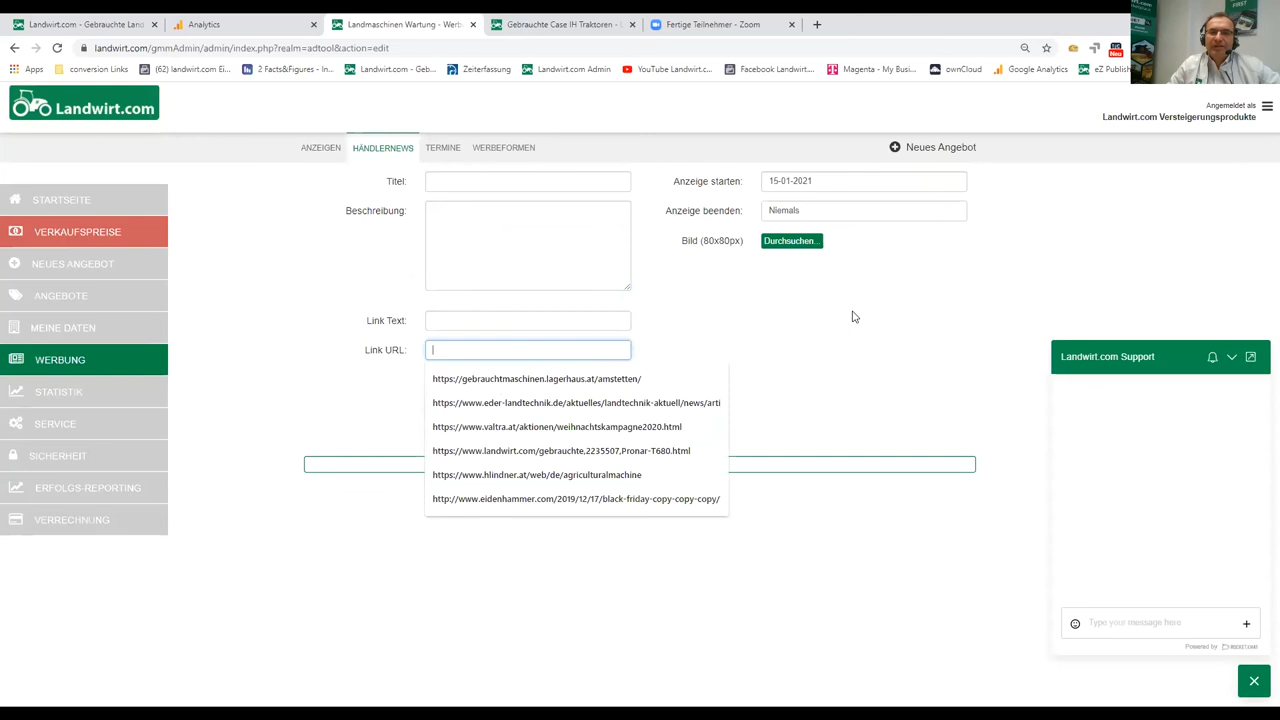 Landwirt.com - Gebrauchte Land
Analytics
Landmaschinen Wartung - Werb
Gebrauchte Case IH Traktoren - L
Fertige Teilnehmer - Zoom
landwirt.com/gmmAdmin/admin/index.php?realm=adtool&action=edit
Neu
Apps
conversion Links
(62) landwirt.com Ei...
2 Facts&Figures - In...
Landwirt.com - Geb...
Zeiterfassung
Landwirt.com Admin
YouTube Landwirt.c...
Facebook Landwirt....
Magenta - My Busi...
ownCloud
Google Analytics
eZ Publish
FIRST
Landwirt.com
Angemeldet als
Landwirt.com Versteigerungsprodukte
ANZEIGEN
HÄNDLERNEWS
TERMINE
WERBEFORMEN
Neues Angebot
STARTSEITE
VERKAUFSPREISE
NEUES ANGEBOT
ANGEBOTE
MEINE DATEN
WERBUNG
STATISTIK
SERVICE
SICHERHEIT
ERFOLGS-REPORTING
VERRECHNUNG
Titel:
Beschreibung:
Link Text:
Link URL:
https://gebrauchtmaschinen.lagerhaus.at/amstetten/
https://www.eder-landtechnik.de/aktuelles/landtechnik-aktuell/news/arti
https://www.valtra.at/aktionen/weihnachtskampagne2020.html
https://www.landwirt.com/gebrauchte,2235507,Pronar-T680.html
https://www.hlindner.at/web/de/agriculturalmachine
http://www.eidenhammer.com/2019/12/17/black-friday-copy-copy-copy/
Anzeige starten:
15-01-2021
Anzeige beenden:
Niemals
Bild (80x80px)
Durchsuchen...
Landwirt.com Support
Type your message here
Powered by